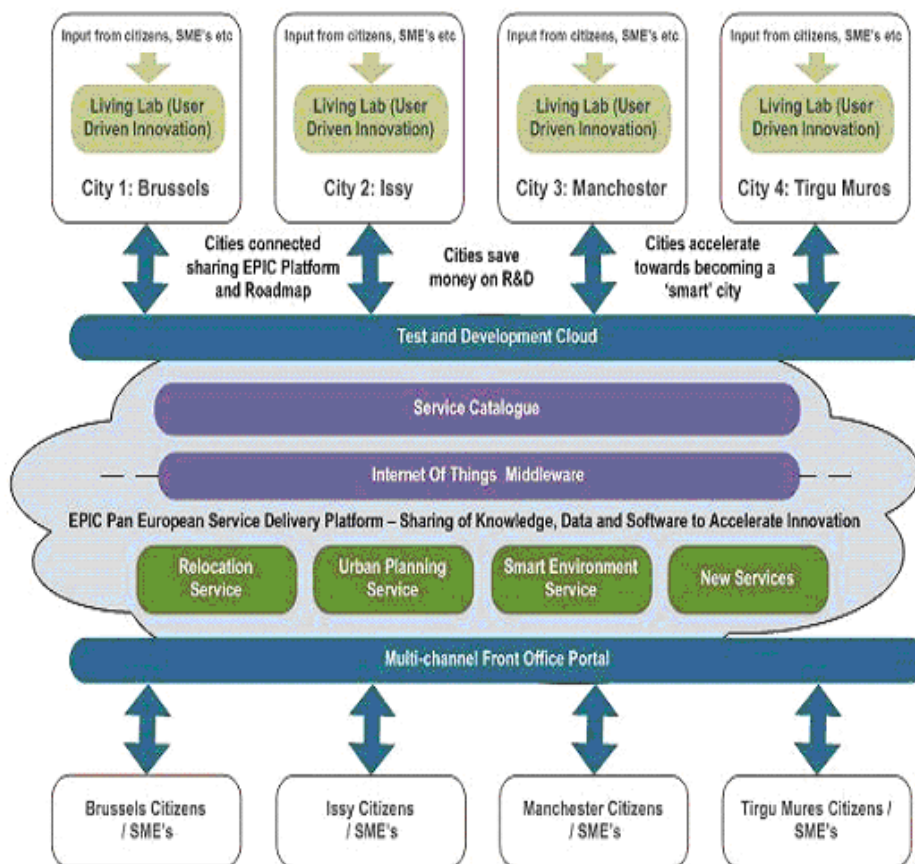 Input from citizens, SME's etc
Living Lab (User
Driven Innovation)
City 1: Brussels
Input from citizens, SME's etc
Living Lab (User
Driven Innovation)
City 2: Issy
Input from citizens, SME's etc
Living Lab (User
Driven Innovation)
City 3: Manchester
Input from citizens, SME's etc
Living Lab (User
Driven Innovation)
City 4: Tirgu Mures
Cities connected
sharing EPIC Platform
and Roadmap
Cities save
money on R&D
Cities accelerate
towards becoming a
'smart' city
Test and Development Cloud
Service Catalogue
Internet Of Things Middleware
EPIC Pan European Service Delivery Platform – Sharing of Knowledge, Data and Software to Accelerate Innovation
Relocation
Service
Urban Planning
Service
Smart Environment
Service
New Services
Multi-channel Front Office Portal
Brussels Citizens
/ SME's
Issy Citizens
/ SME's
Manchester Citizens
/ SME's
Tirgu Mures Citizens /
SME's